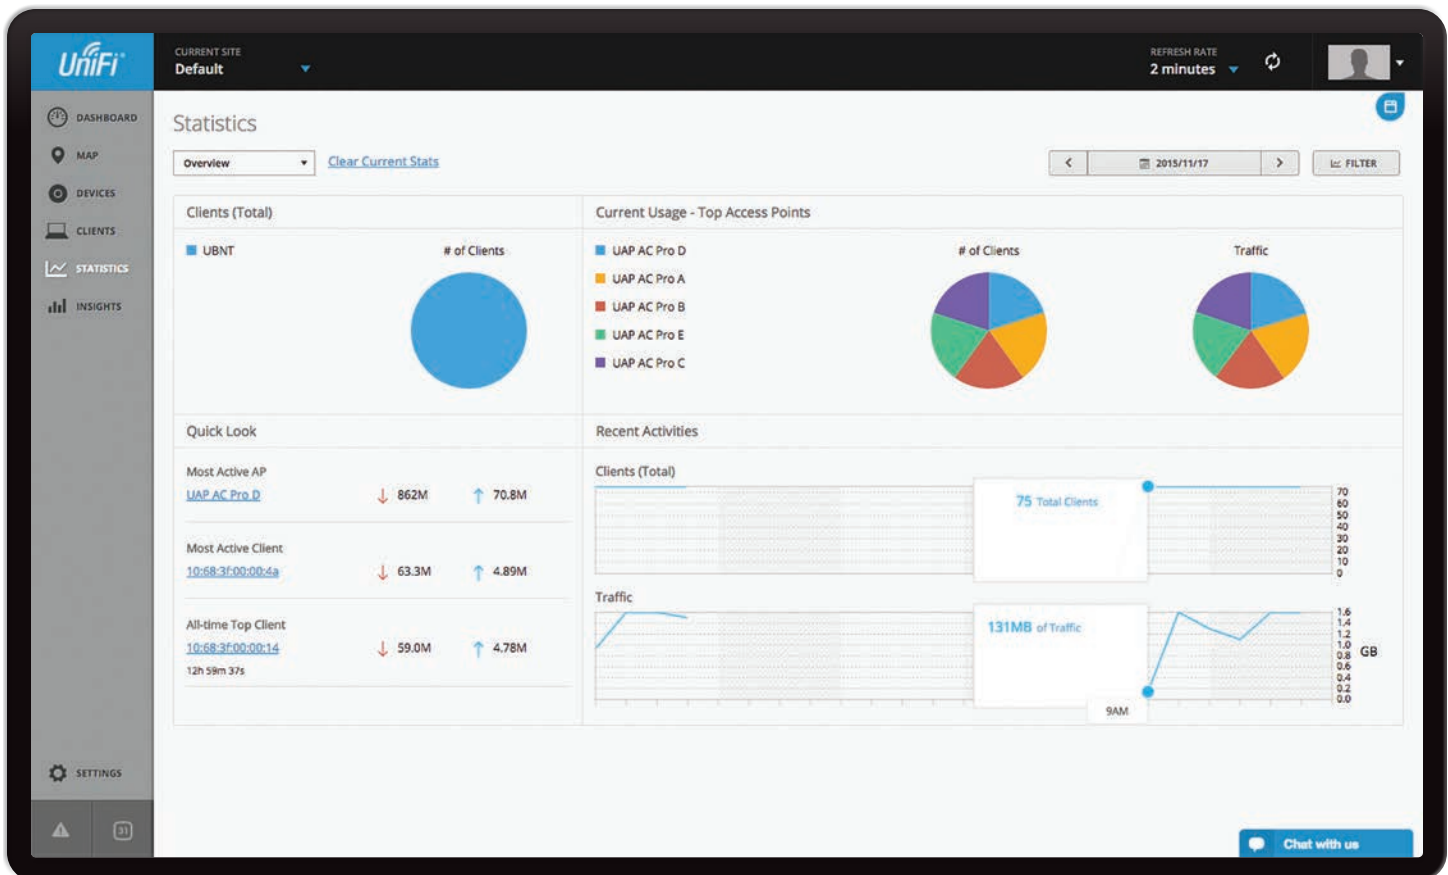 UniFi
CURRENT SITE
Default
REFRESH RATE
2 minutes
DASHBOARD
MAP
DEVICES
CLIENTS
STATISTICS
INSIGHTS
SETTINGS
31
Statistics
Overview
Clear Current Stats
2015/11/17
FILTER
Clients (Total)
UBNT
# of Clients
Current Usage - Top Access Points
UAP AC Pro D
UAP AC Pro A
UAP AC Pro B
UAP AC Pro E
UAP AC Pro C
# of Clients
Traffic
Quick Look
Most Active AP
UAP AC Pro D
862M
70.8M
Most Active Client
10:68:3f:00:00:4a
63.3M
4.89M
All-time Top Client
10:68:3f:00:00:14
59.0M
4.78M
12h 59m 37s
Recent Activities
Clients (Total)
75 Total Clients
70
60
50
40
30
20
10
0
Traffic
131MB of Traffic
9AM
1.6
1.4
1.2
1.0
0.8
0.6
0.4
0.2
0.0
GB
Chat with us